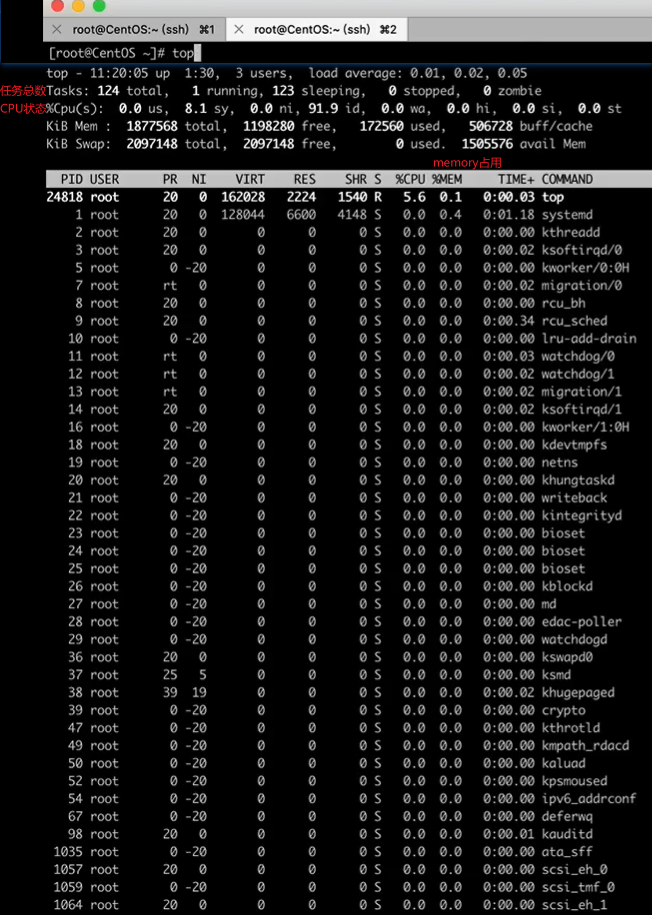 × root@CentOS:~ (ssh) ⌘1 × root@CentOS:~ (ssh) ⌘2
[root@CentOS ~]# top
top - 11:20:05 up 1:30, 3 users, load average: 0.01, 0.02, 0.05
任务总数 Tasks: 124 total, 1 running, 123 sleeping, 0 stopped, 0 zombie
CPU状态 %Cpu(s): 0.0 us, 8.1 sy, 0.0 ni, 91.9 id, 0.0 wa, 0.0 hi, 0.0 si, 0.0 st
KiB Mem : 1877568 total, 1198280 free, 172560 used, 506728 buff/cache
KiB Swap: 2097148 total, 2097148 free, 0 used. 1505576 avail Mem
memory占用
PID USER PR NI VIRT RES SHR S %CPU %MEM TIME+ COMMAND
24818 root 20 0 162028 2224 1540 R 5.6 0.1 0:00.03 top
1 root 20 0 128044 6600 4148 S 0.0 0.4 0:01.18 systemd
2 root 20 0 0 0 0 S 0.0 0.0 0:00.00 kthreadd
3 root 20 0 0 0 0 S 0.0 0.0 0:00.02 ksoftirqd/0
5 root 0 -20 0 0 0 S 0.0 0.0 0:00.00 kworker/0:0H
7 root rt 0 0 0 0 S 0.0 0.0 0:00.02 migration/0
8 root 20 0 0 0 0 S 0.0 0.0 0:00.00 rcu_bh
9 root 20 0 0 0 0 S 0.0 0.0 0:00.34 rcu_sched
10 root 0 -20 0 0 0 S 0.0 0.0 0:00.00 lru-add-drain
11 root rt 0 0 0 0 S 0.0 0.0 0:00.03 watchdog/0
12 root rt 0 0 0 0 S 0.0 0.0 0:00.02 watchdog/1
13 root rt 0 0 0 0 S 0.0 0.0 0:00.02 migration/1
14 root 20 0 0 0 0 S 0.0 0.0 0:00.02 ksoftirqd/1
16 root 0 -20 0 0 0 S 0.0 0.0 0:00.00 kworker/1:0H
18 root 20 0 0 0 0 S 0.0 0.0 0:00.00 kdevtmpfs
19 root 0 -20 0 0 0 S 0.0 0.0 0:00.00 netns
20 root 20 0 0 0 0 S 0.0 0.0 0:00.00 khungtaskd
21 root 0 -20 0 0 0 S 0.0 0.0 0:00.00 writeback
22 root 0 -20 0 0 0 S 0.0 0.0 0:00.00 kintegrityd
23 root 0 -20 0 0 0 S 0.0 0.0 0:00.00 bioset
24 root 0 -20 0 0 0 S 0.0 0.0 0:00.00 bioset
25 root 0 -20 0 0 0 S 0.0 0.0 0:00.00 bioset
26 root 0 -20 0 0 0 S 0.0 0.0 0:00.00 kblockd
27 root 0 -20 0 0 0 S 0.0 0.0 0:00.00 md
28 root 0 -20 0 0 0 S 0.0 0.0 0:00.00 edac-poller
29 root 0 -20 0 0 0 S 0.0 0.0 0:00.00 watchdogd
36 root 20 0 0 0 0 S 0.0 0.0 0:00.00 kswapd0
37 root 25 5 0 0 0 S 0.0 0.0 0:00.00 ksmd
38 root 39 19 0 0 0 S 0.0 0.0 0:00.02 khugepaged
39 root 0 -20 0 0 0 S 0.0 0.0 0:00.00 crypto
47 root 0 -20 0 0 0 S 0.0 0.0 0:00.00 kthrotld
49 root 0 -20 0 0 0 S 0.0 0.0 0:00.00 kmpath_rdacd
50 root 0 -20 0 0 0 S 0.0 0.0 0:00.00 kaluad
52 root 0 -20 0 0 0 S 0.0 0.0 0:00.00 kpsmoused
54 root 0 -20 0 0 0 S 0.0 0.0 0:00.00 ipv6_addrconf
67 root 0 -20 0 0 0 S 0.0 0.0 0:00.00 deferwq
98 root 20 0 0 0 0 S 0.0 0.0 0:00.01 kauditd
1035 root 0 -20 0 0 0 S 0.0 0.0 0:00.00 ata_sff
1057 root 20 0 0 0 0 S 0.0 0.0 0:00.00 scsi_eh_0
1059 root 0 -20 0 0 0 S 0.0 0.0 0:00.00 scsi_tmf_0
1064 root 20 0 0 0 0 S 0.0 0.0 0:00.00 scsi_eh_1